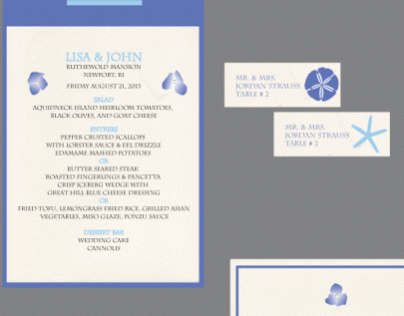 LISA & JOHN
BLITHEWOLD MANSION
NEWPORT, RI
FRIDAY AUGUST 21, 2013
SALAD
AQUIDNECK ISLAND HEIRLOOM TOMATOES,
BLACK OLIVES, AND GOAT CHEESE
ENTREES
PEPPER CRUSTED SCALLOPS
WITH LOBSTER SAUCE & EEL DRIZZLE
EDAMAME MASHED POTATOES
OR
BUTTER SEARED STEAK
ROASTED FINGERLINGS & PANCETTA
CRISP ICEBERG WEDGE WITH
GREAT HILL BLUE CHEESE DRESSING
OR
FRIED TOFU, LEMONGRASS FRIED RICE, GRILLED ASIAN
VEGETABLES, MISO GLAZE, PONZU SAUCE
DESSERT BAR
WEDDING CAKE
CANNOLIS
MR. & MRS.
JORDAN STRAUSS
TABLE # 2
MR. & MRS.
JORDAN STRAUSS
TABLE # 2